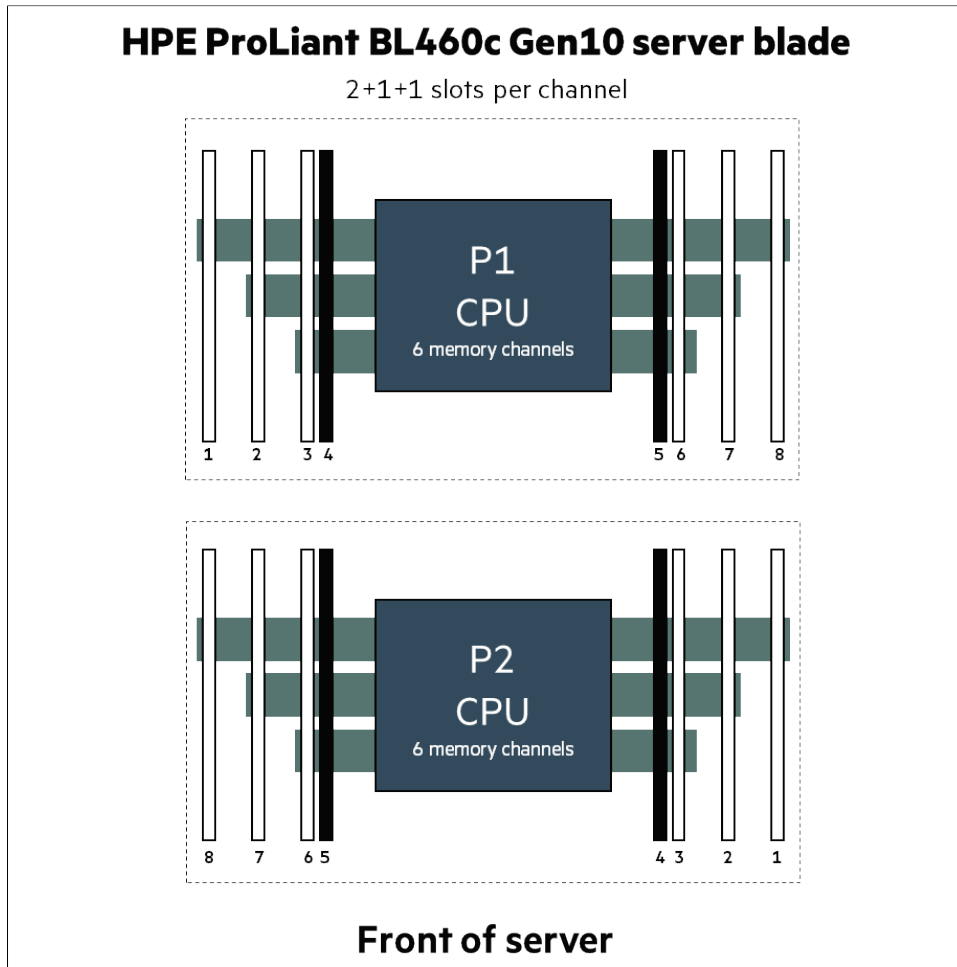 HPE ProLiant BL460c Gen10 server blade
2+1+1 slots per channel
P1
CPU
6 memory channels
1 2 3 4 5 6 7 8
P2
CPU
6 memory channels
8 7 6 5 4 3 2 1
Front of server